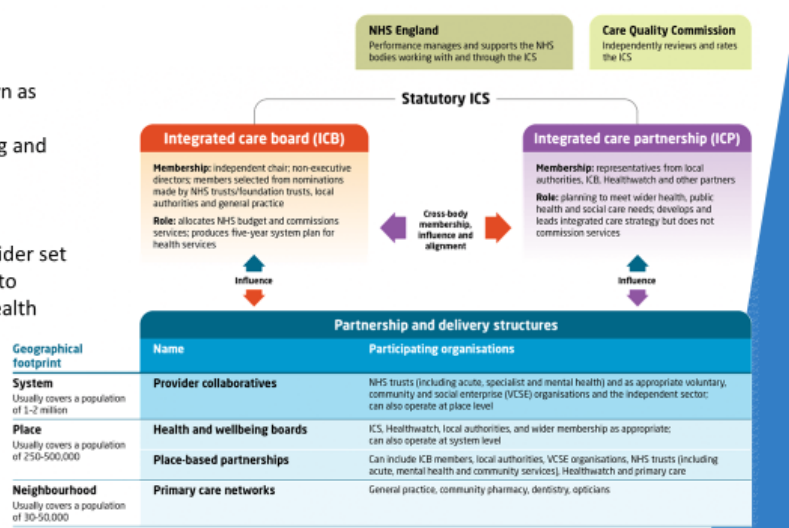 n as
g and
ider set
to
ealth
NHS England
Performance manages and supports the NHS
bodies working with and through the ICS
Care Quality Commission
Independently reviews and rates
the ICS
Statutory ICS
Integrated care board (ICB)
Membership: independent chair; non-executive
directors; members selected from nominations
made by NHS trusts/foundation trusts, local
authorities and general practice
Role: allocates NHS budget and commissions
services; produces five-year system plan for
health services
Cross-body
membership,
influence and
alignment
Integrated care partnership (ICP)
Membership: representatives from local
authorities, ICB, Healthwatch and other partners
Role: planning to meet wider health, public
health and social care needs; develops and
leads integrated care strategy but does not
commission services
Influence
Influence
Partnership and delivery structures
Geographical
footprint
Name
Participating organisations
System
Usually covers a population
of 1-2 million
Provider collaboratives
NHS trusts (including acute, specialist and mental health) and as appropriate voluntary,
community and social enterprise (VCSE) organisations and the independent sector;
can also operate at place level
Place
Usually covers a population
of 250-500,000
Health and wellbeing boards
ICS, Healthwatch, local authorities, and wider membership as appropriate;
can also operate at system level
Place-based partnerships
Can include ICB members, local authorities, VCSE organisations, NHS trusts (including
acute, mental health and community services), Healthwatch and primary care
Neighbourhood
Usually covers a population
of 30-50,000
Primary care networks
General practice, community pharmacy, dentistry, opticians